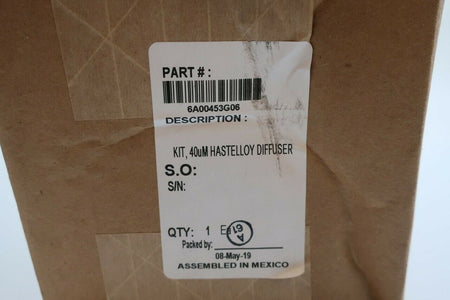 PART # :
6A00453G06
DESCRIPTION :
KIT, 40uM HASTELLOY DIFFUSER
S.O:
S/N:
QTY: 1
Packed by:
08-May-19
ASSEMBLED IN MEXICO